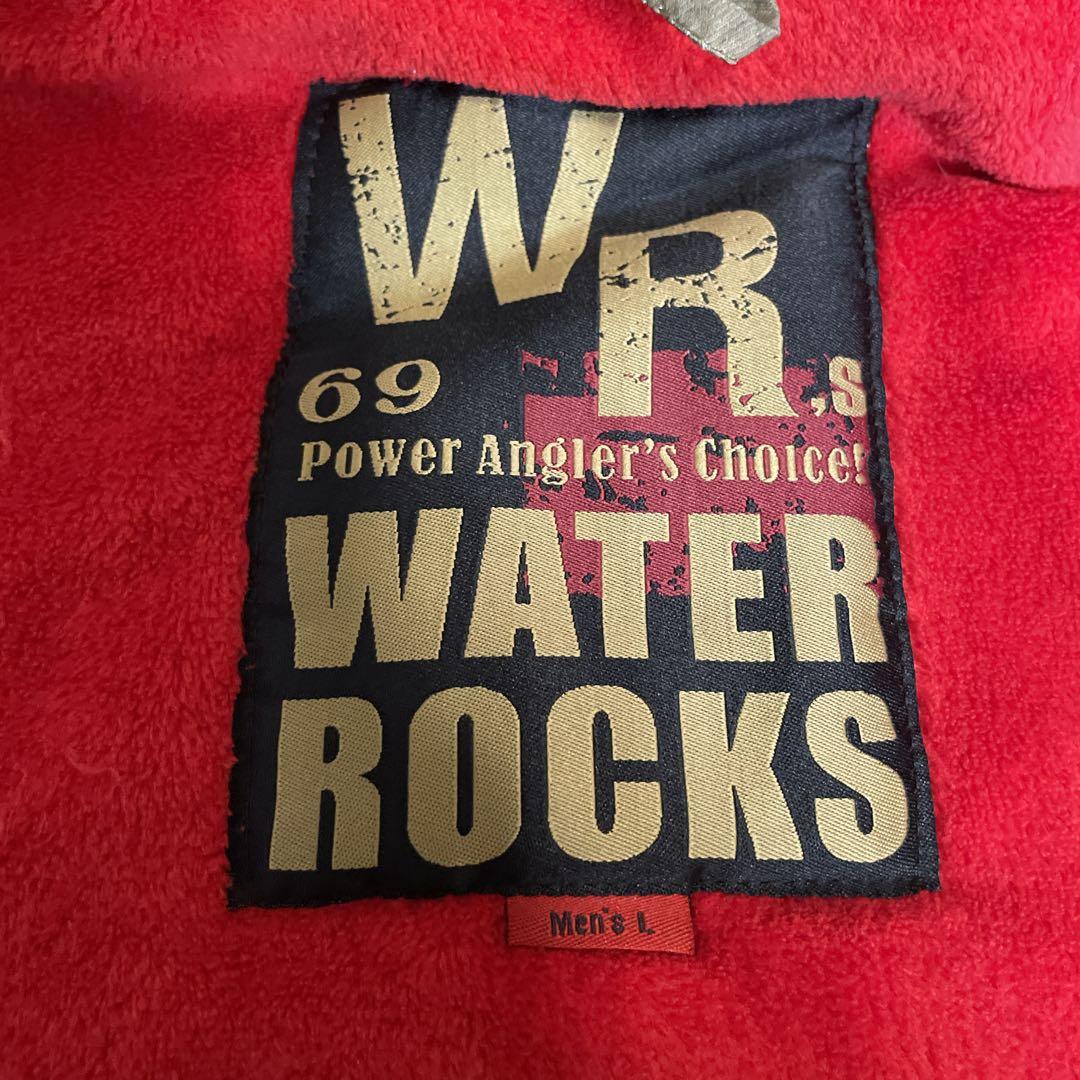 WR,s
69
Power Angler's Choice!
WATER
ROCKS
Men's L